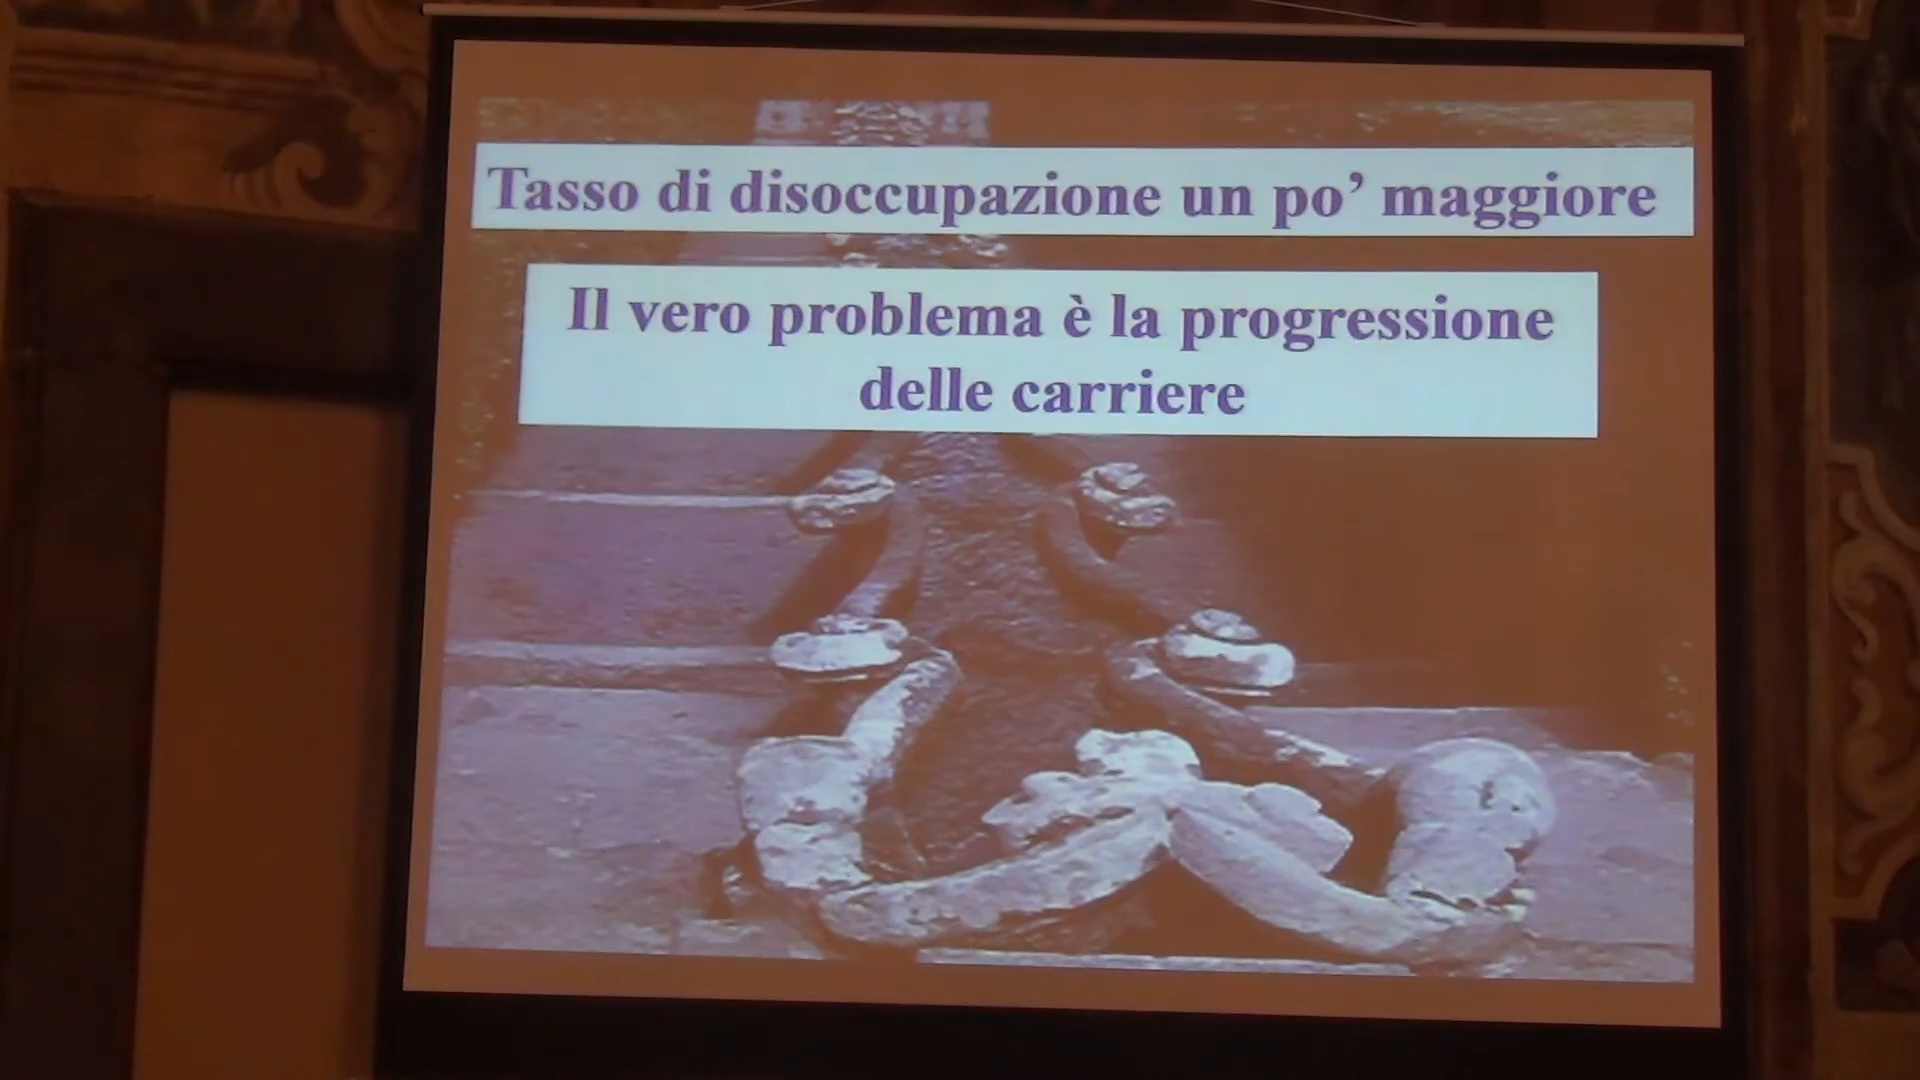 Tasso di disoccupazione un po’ maggiore
Il vero problema è la progressione
delle carriere